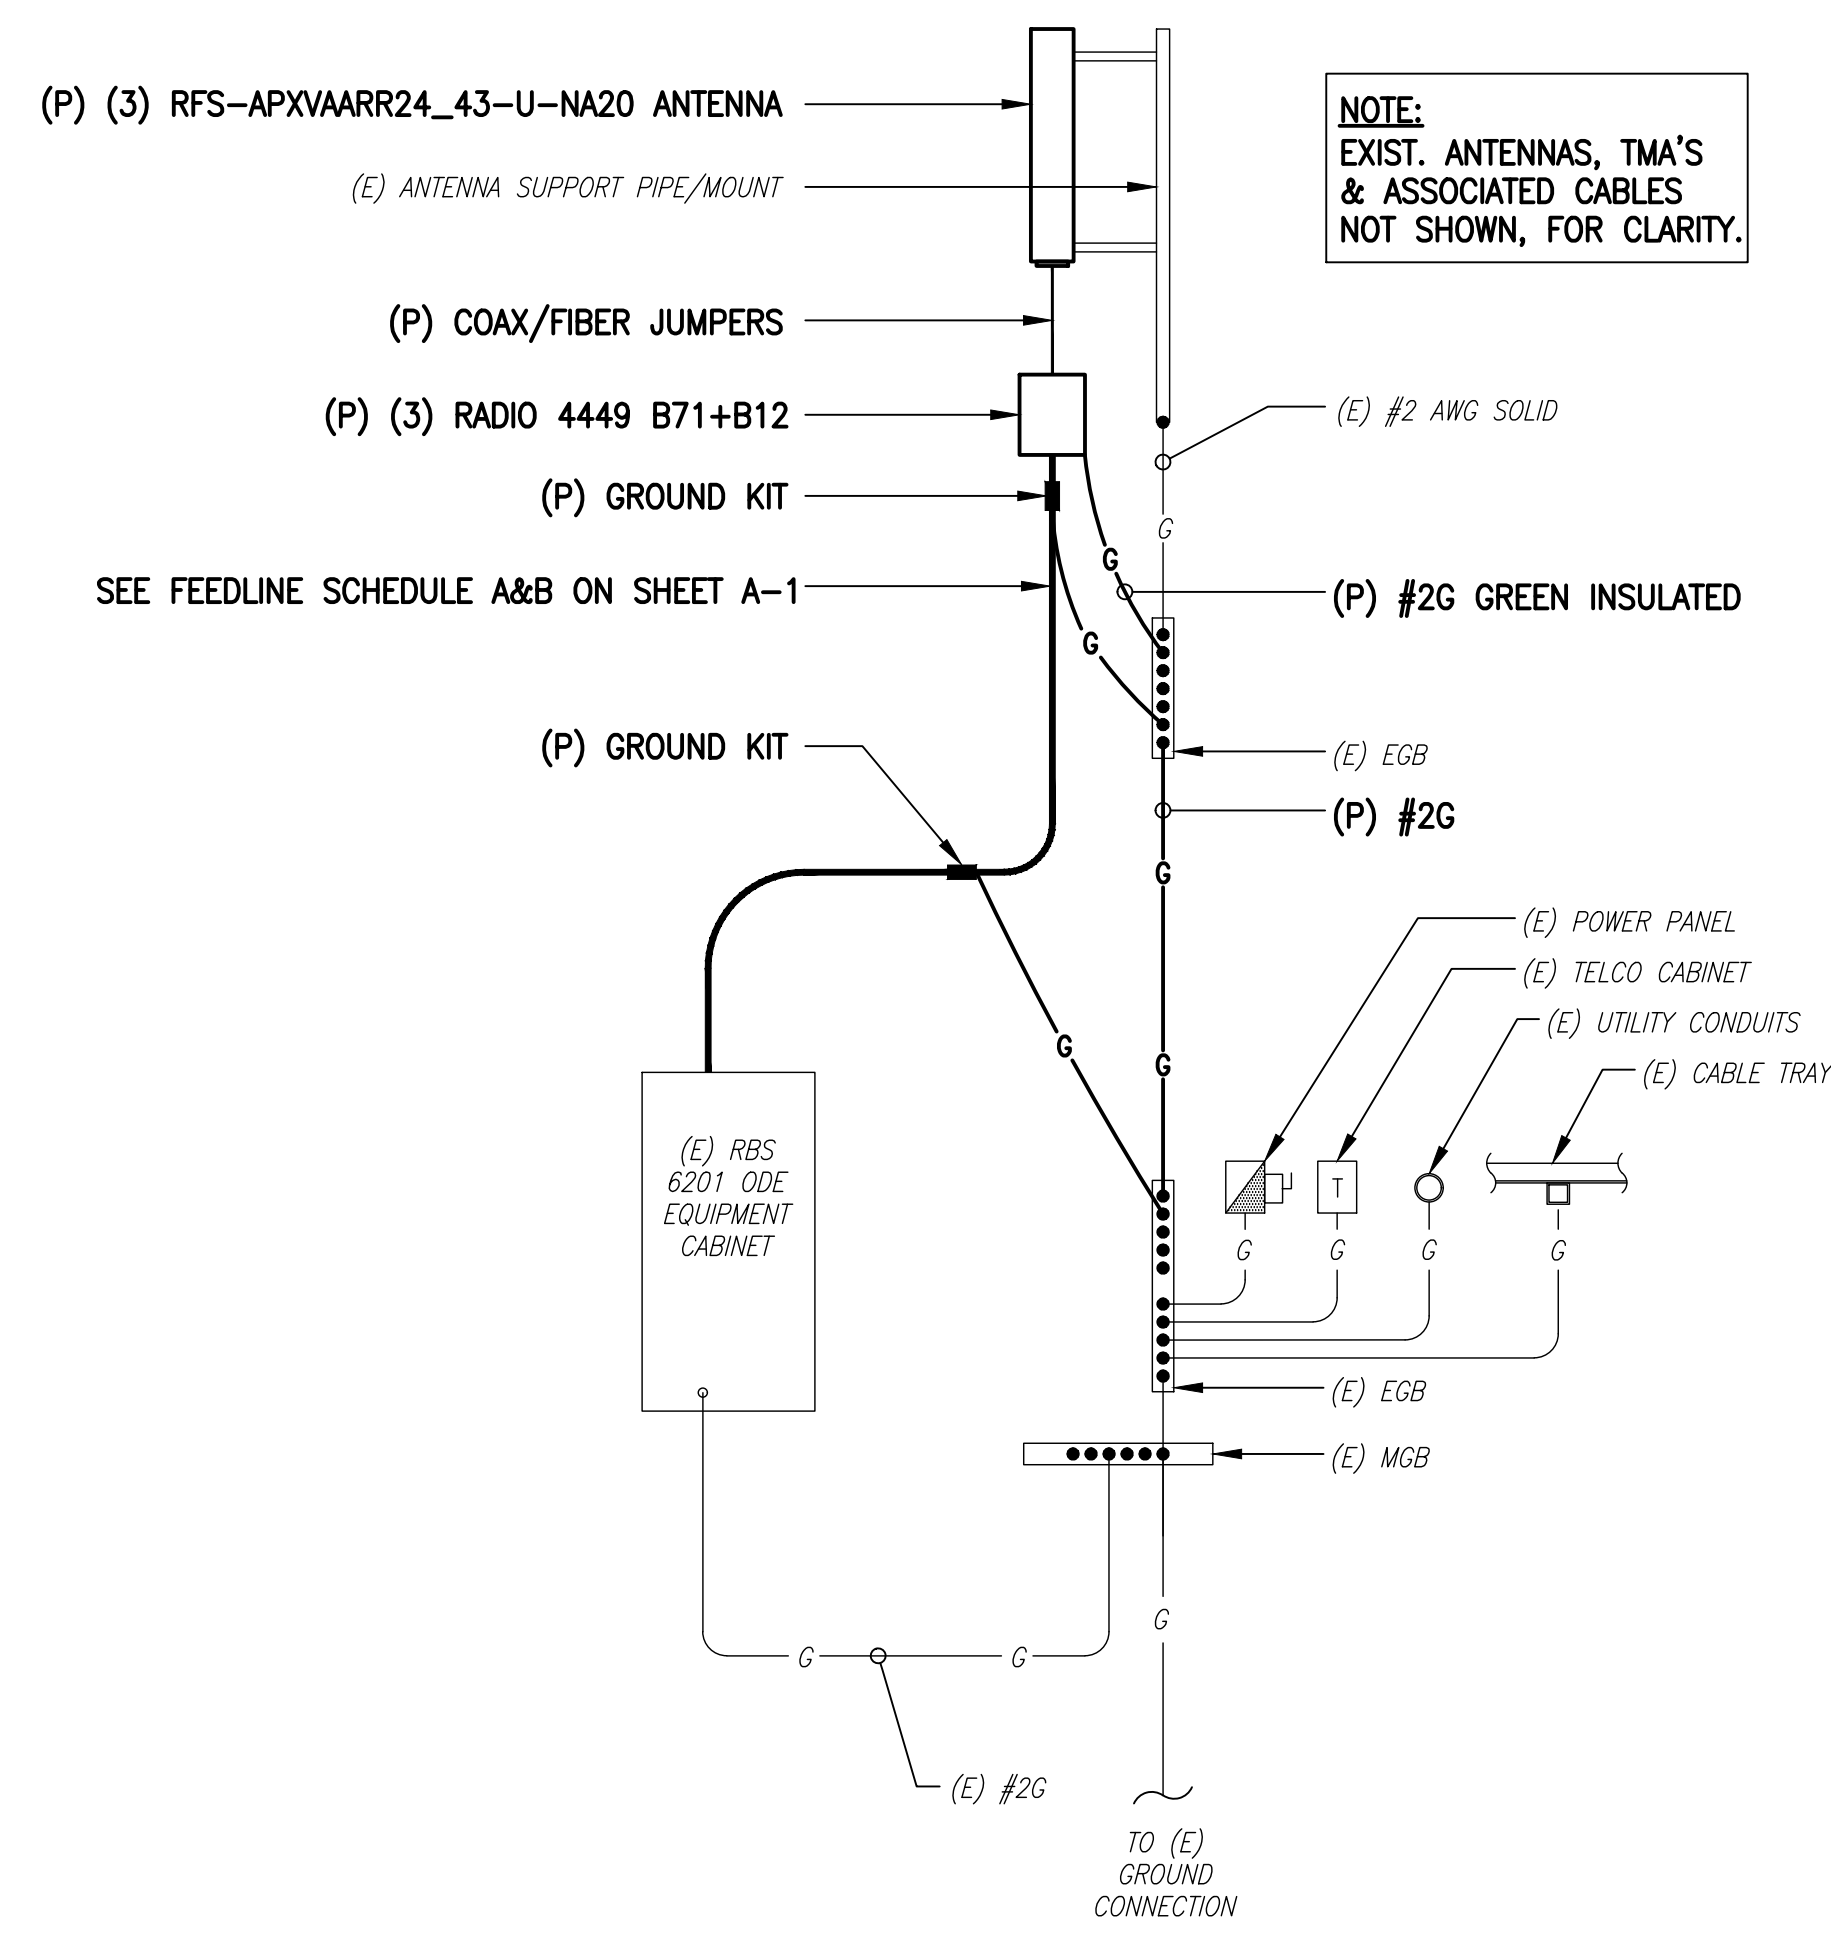 (P) (3) RFS-APXVAARR24_43-U-NA20 ANTENNA
(E) ANTENNA SUPPORT PIPE/MOUNT
NOTE:
EXIST. ANTENNAS, TMA'S
& ASSOCIATED CABLES
NOT SHOWN, FOR CLARITY.
(P) COAX/FIBER JUMPERS
(P) (3) RADIO 4449 B71+B12
(E) #2 AWG SOLID
(P) GROUND KIT
G
G
SEE FEEDLINE SCHEDULE A&B ON SHEET A-1
(P) #2G GREEN INSULATED
G
(P) GROUND KIT
(E) EGB
(P) #2G
G
(E) POWER PANEL
(E) TELCO CABINET
(E) UTILITY CONDUITS
G
G
(E) CABLE TRAY
(E) RBS
6201 ODE
EQUIPMENT
CABINET
T
G
G
G
G
(E) EGB
(E) MGB
G
G
G
(E) #2G
TO (E)
GROUND
CONNECTION